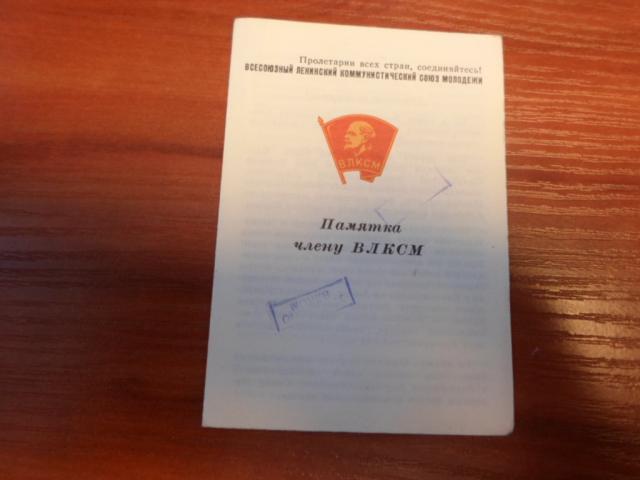 Пролетарии всех стран, соединяйтесь!
ВСЕСОЮЗНЫЙ ЛЕНИНСКИЙ КОММУНИСТИЧЕСКИЙ СОЮЗ МОЛОДЕЖИ
ВЛКСМ
Памятка
члену ВЛКСМ